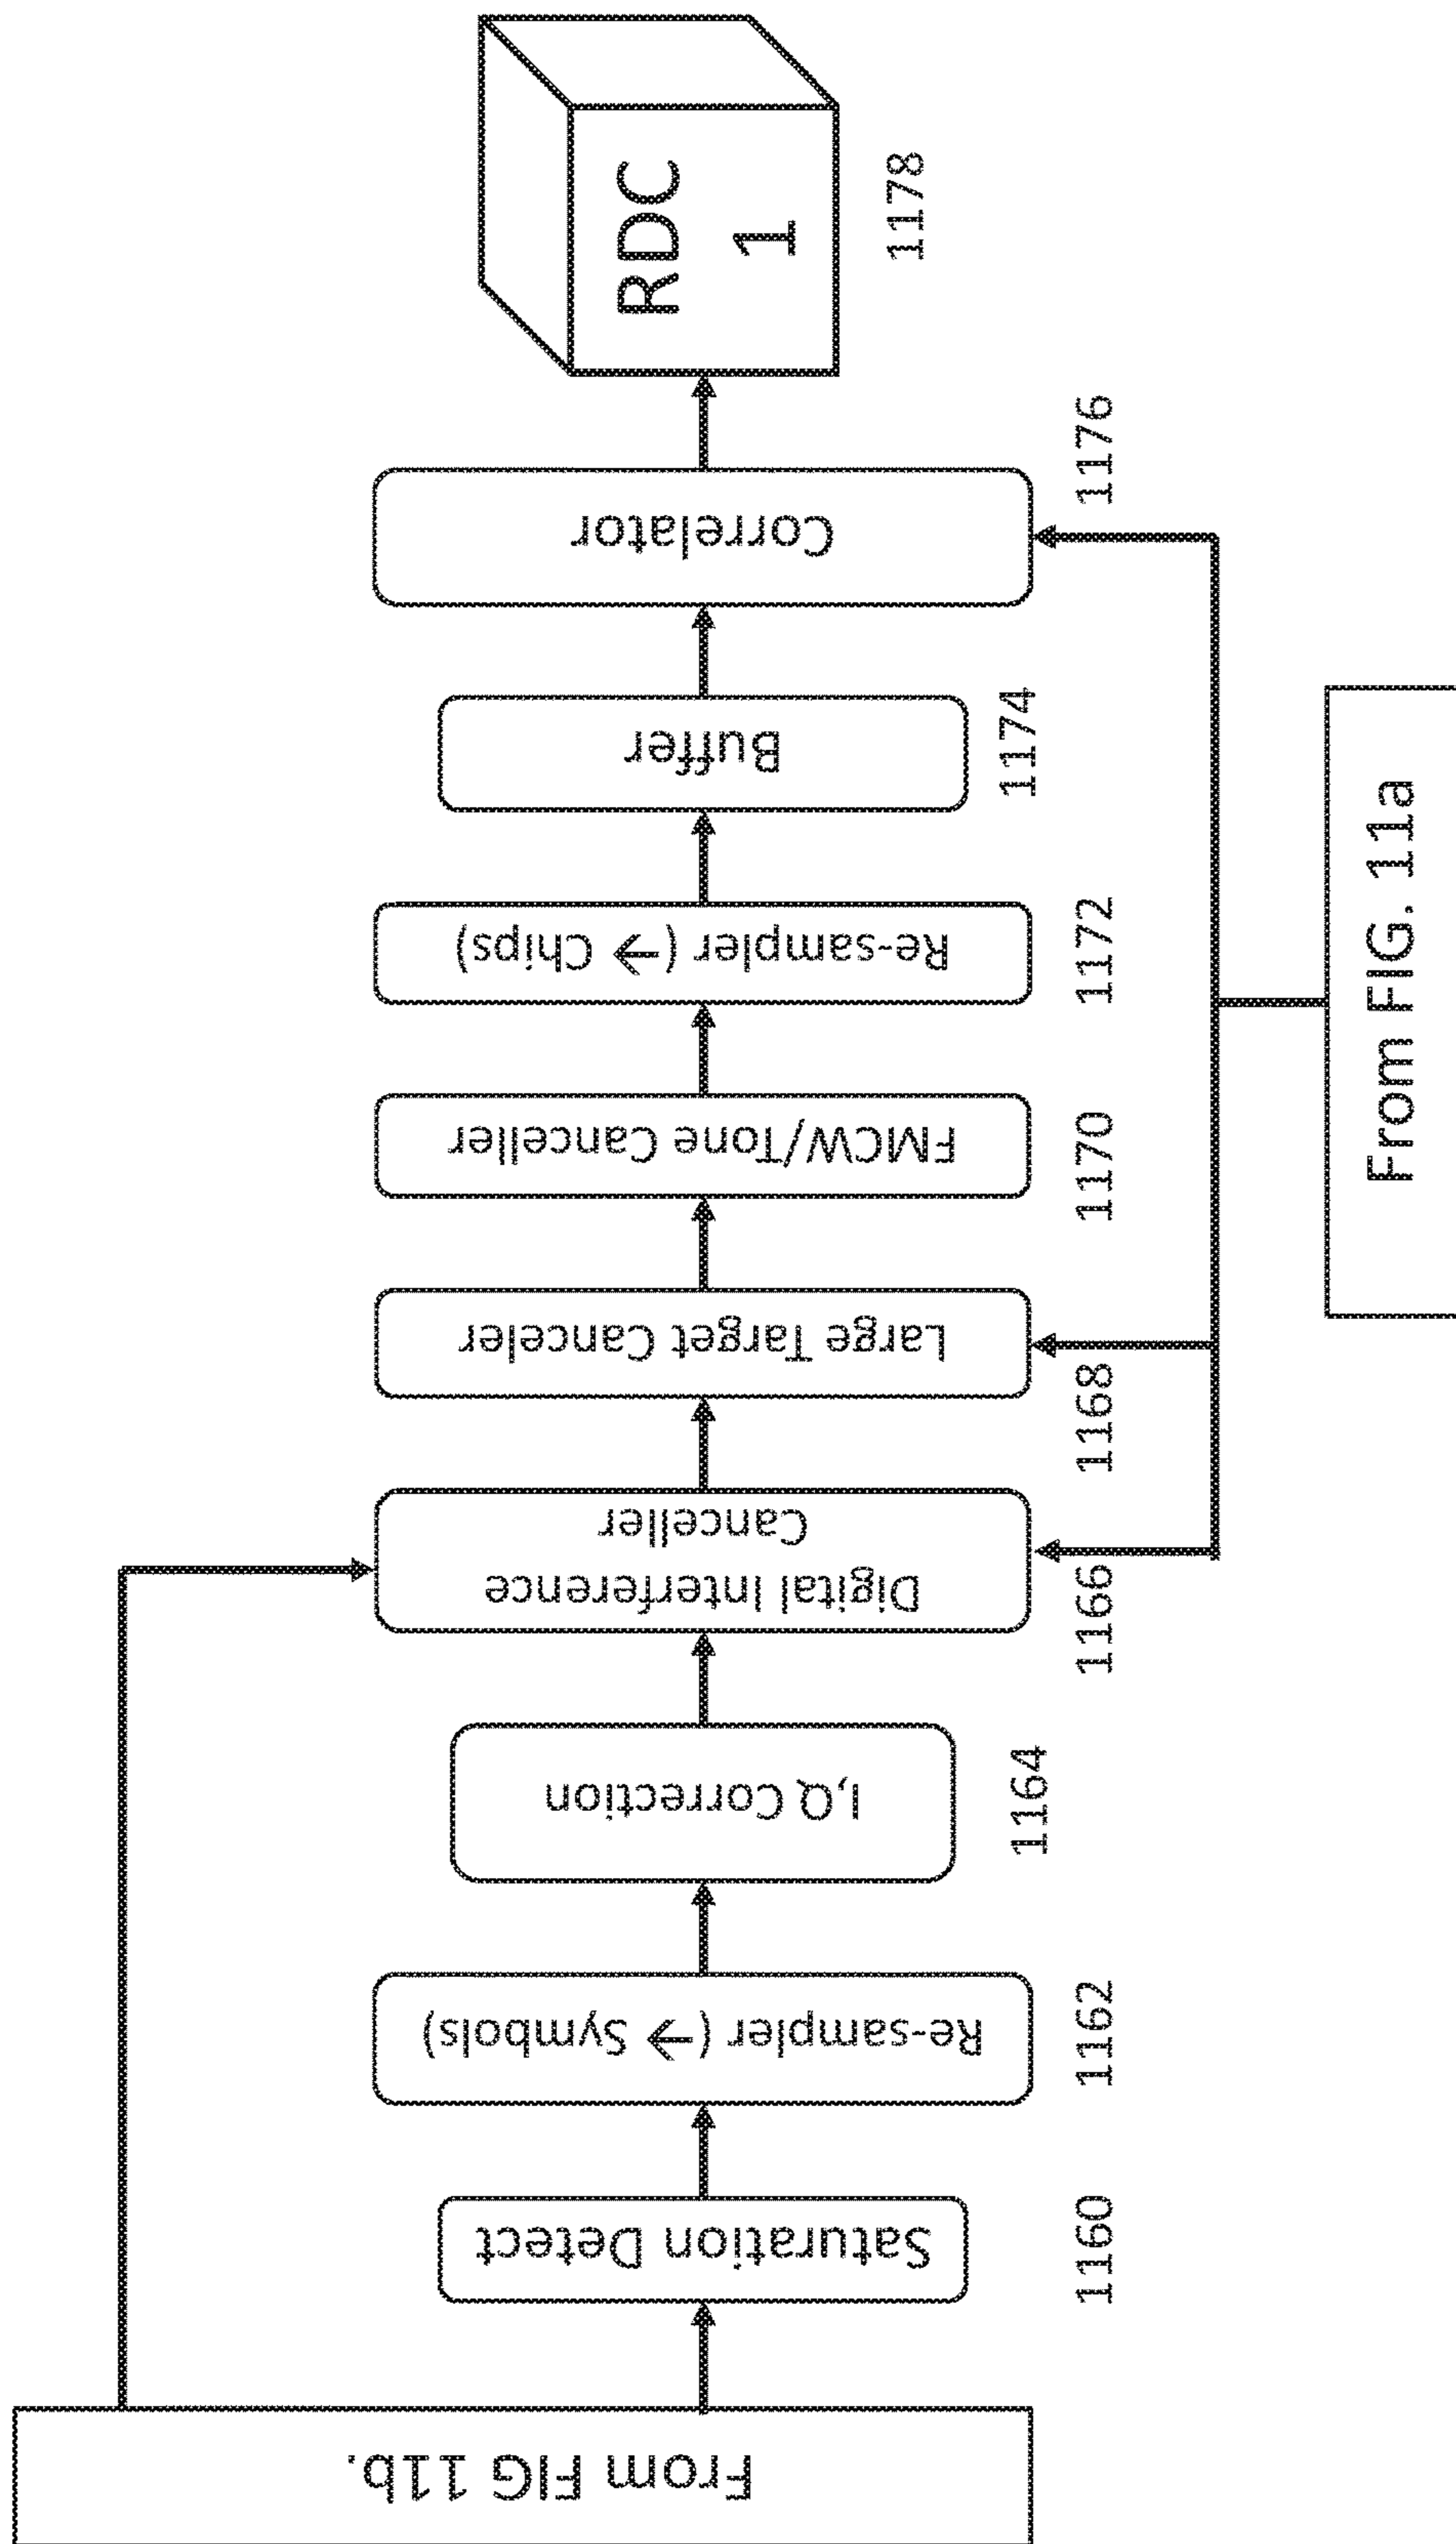 From FIG 11b.
Saturation Detect
1160
Re-sampler (→ Symbols)
1162
I,Q Correction
1164
Digital Interference
Canceller
1166
Large Target Canceler
1168
FMCW/Tone Canceller
1170
Re-sampler (→ Chips)
1172
Buffer
1174
Correlator
1176
RDC
1
1178
From FIG. 11a